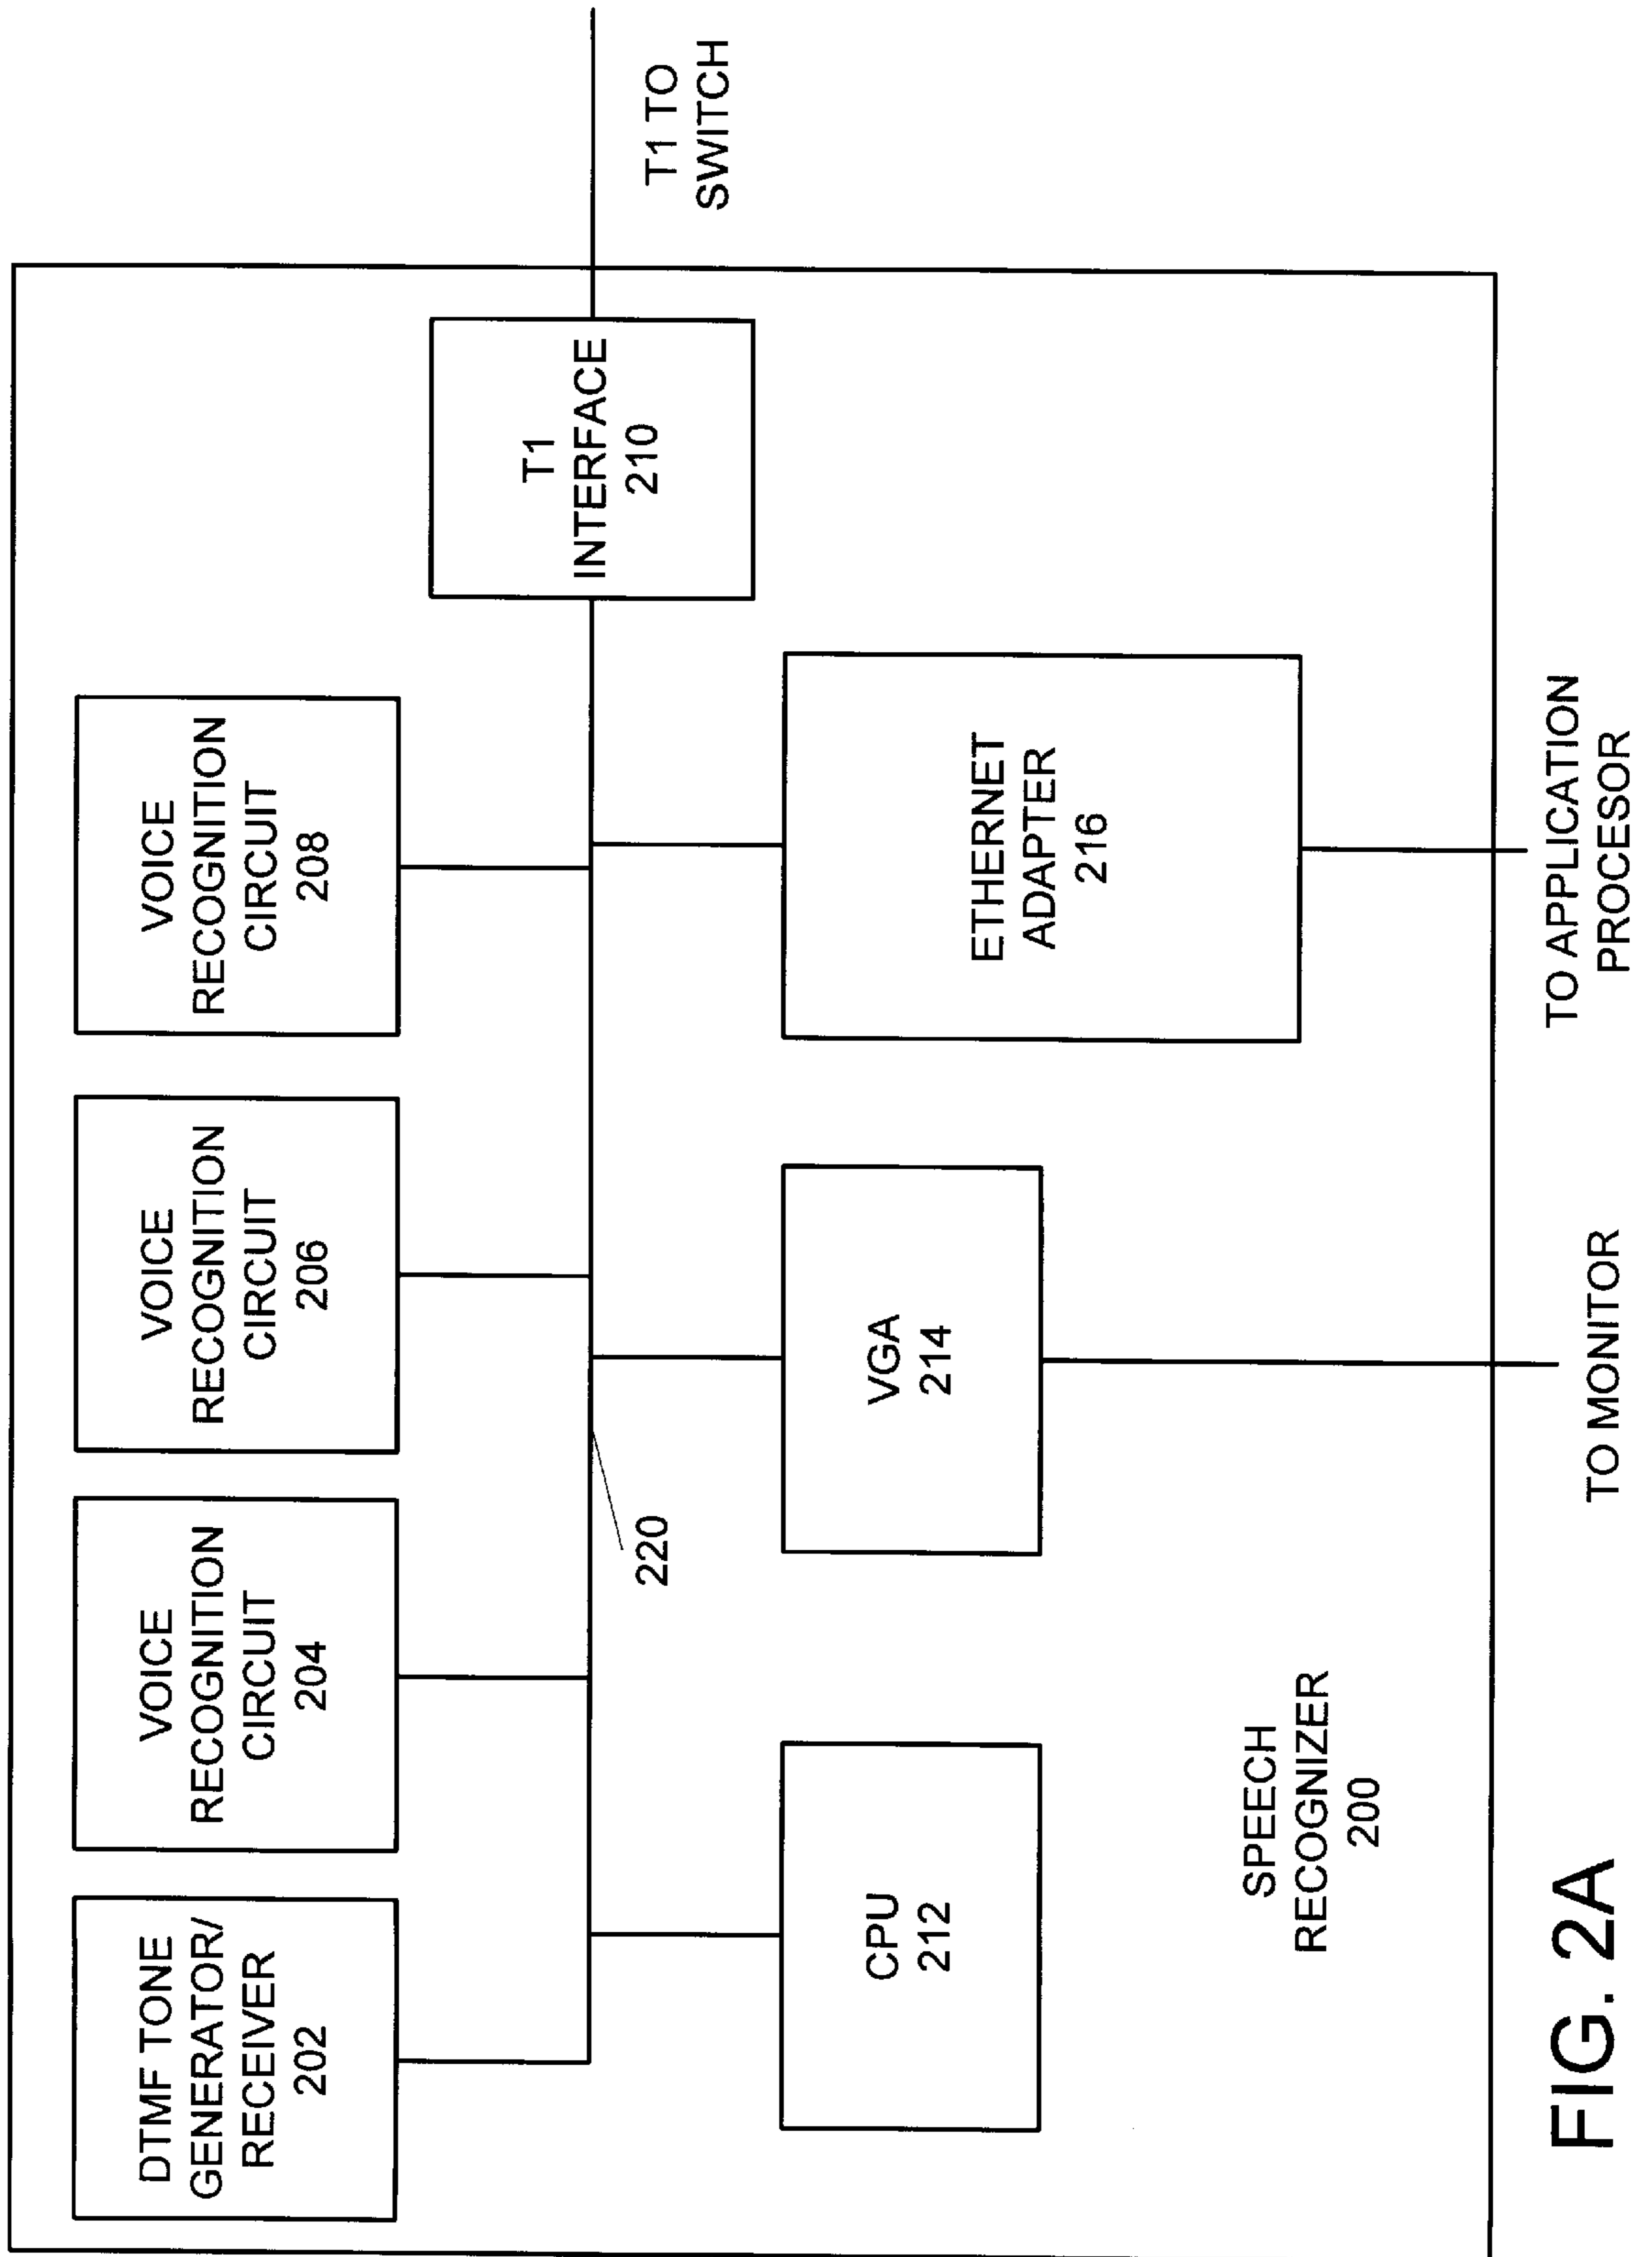 DTMF TONE
GENERATOR/
RECEIVER
202
VOICE
RECOGNITION
CIRCUIT
204
VOICE
RECOGNITION
CIRCUIT
206
VOICE
RECOGNITION
CIRCUIT
208
T1
INTERFACE
210
T1 TO
SWITCH
220
CPU
212
VGA
214
ETHERNET
ADAPTER
216
SPEECH
RECOGNIZER
200
TO MONITOR
TO APPLICATION
PROCESOR
FIG. 2A